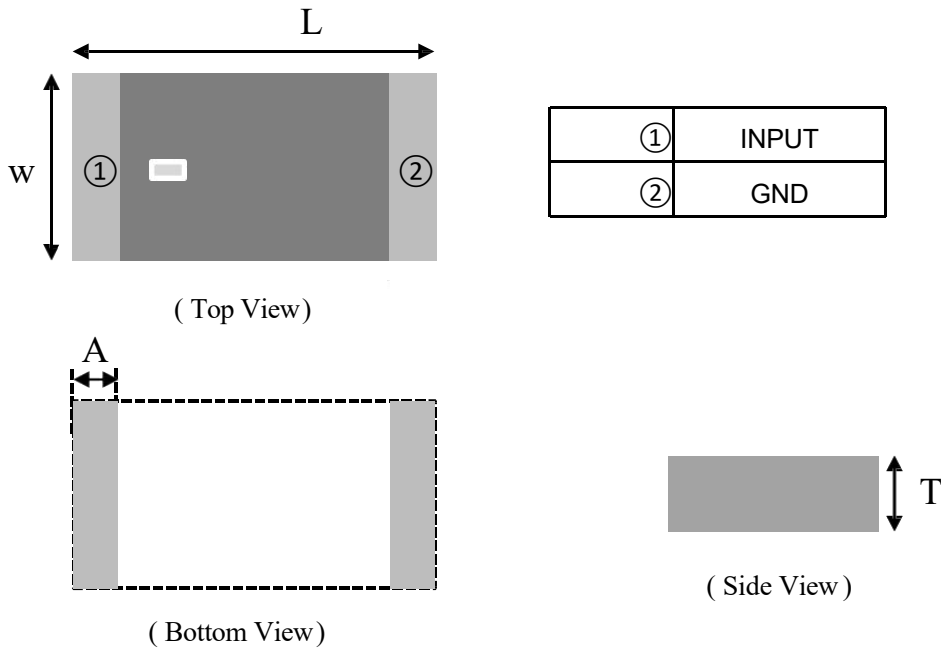 L
w
①
②
① INPUT
② GND
( Top View)
A
T
( Side View )
( Bottom View)